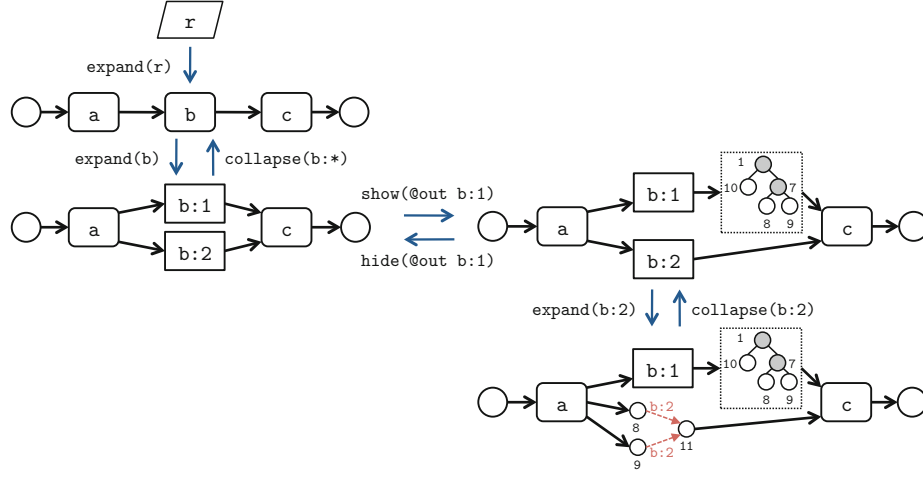 r
expand(r)
a
b
c
expand(b)
collapse(b:*)
a
b:1
b:2
c
show(@out b:1)
hide(@out b:1)
a
b:1
b:2
1
10
7
8
9
c
expand(b:2)
collapse(b:2)
a
b:1
1
10
7
8
9
c
b:2
8
b:2
9
11